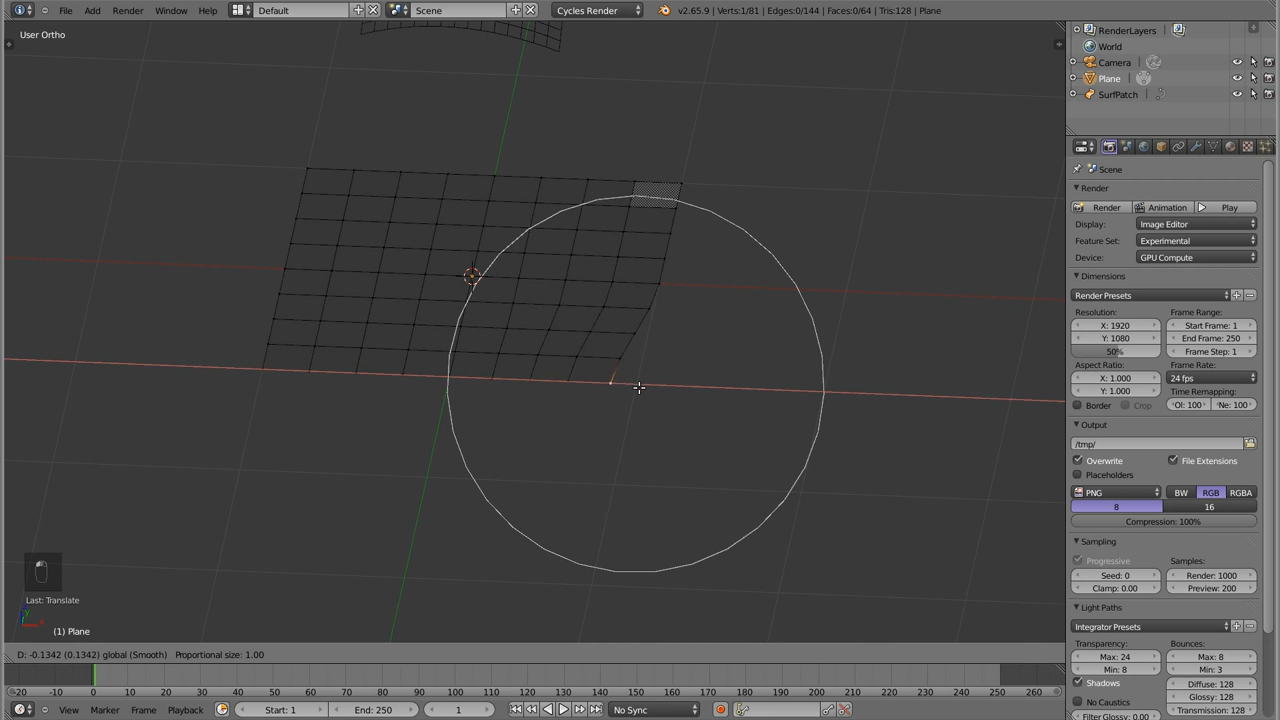 File Add Render Window Help Default Scene Cycles Render v2.65.9 | Verts:1/81 | Edges:0/144 | Faces:0/64 | Tris:128 | Plane
User Ortho
RenderLayers
World
Camera
Plane
SurfPatch
Scene
Render
Render Animation Play
Display: Image Editor
Feature Set: Experimental
Device: GPU Compute
Dimensions
Render Presets
Resolution: Frame Range:
X: 1920 Start Frame: 1
Y: 1080 End Frame: 250
50% Frame Step: 1
Aspect Ratio: Frame Rate:
X: 1.000 24 fps
Y: 1.000 Time Remapping:
Border Crop Ol: 100 Ne: 100
Output
/tmp/
Overwrite File Extensions
Placeholders
PNG BW RGB RGBA
8 16
Compression: 100%
Sampling
Progressive Samples:
Seed: 0 Render: 1000
Clamp: 0.00 Preview: 200
Light Paths
Integrator Presets
Transparency: Bounces:
Max: 24 Max: 8
Min: 8 Min: 3
Shadows Diffuse: 128
Glossy: 128
No Caustics Transmission: 128
Filter Glossy: 0.00
Last: Translate
(1) Plane
D: -0.1342 (0.1342) global (Smooth) Proportional size: 1.00
-20 -10 0 10 20 30 40 50 60 70 80 90 100 110 120 130 140 150 160 170 180 190 200 210 220 230 240 250 260
View Marker Frame Playback Start: 1 End: 250 1 No Sync